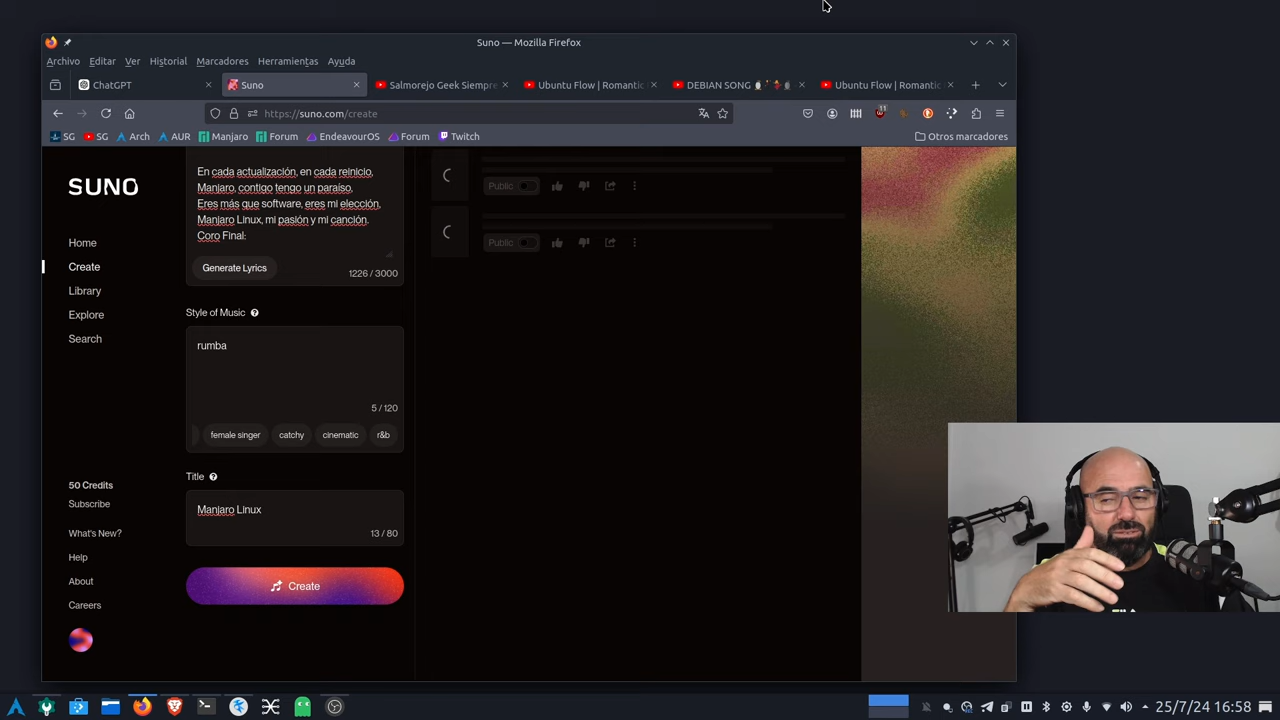 Suno — Mozilla Firefox
Archivo Editar Ver Historial Marcadores Herramientas Ayuda
ChatGPT
Suno
Salmorejo Geek Siempre
Ubuntu Flow | Romantic
DEBIAN SONG
Ubuntu Flow | Romantic
https://suno.com/create
11
SG SG Arch AUR Manjaro Forum EndeavourOS Forum Twitch Otros marcadores
SUNO
Home
Create
Library
Explore
Search
50 Credits
Subscribe
What's New?
Help
About
Careers
En cada actualización, en cada reinicio,
Manjaro, contigo tengo un paraíso,
Eres más que software, eres mi elección,
Manjaro Linux, mi pasión y mi canción.
Coro Final:
Generate Lyrics
1226 / 3000
Style of Music
rumba
5 / 120
female singer catchy cinematic r&b
Title
Manjaro Linux
13 / 80
Create
Public
Public
25/7/24 16:58